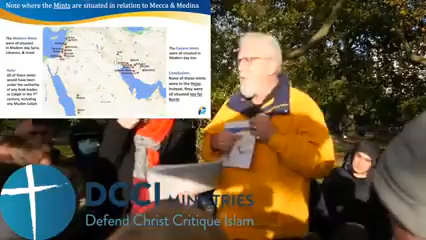 Note where the Mints are situated in relation to Mecca & Medina
The Western Mints
were all situated
in Modern-day Syria,
Lebanon, & Israel
The Eastern Mints
were all situated in
Modern day Iran
Note:
All of these mints
would have been
under the authority
of any Arab leader,
or Caliph in the 7th
century, including
any Muslim Caliph
Conclusion:
None of these mints
were in the Hejaz.
Instead, they were
all situated too far
North
DCCI MINISTRIES
Defend Christ Critique Islam